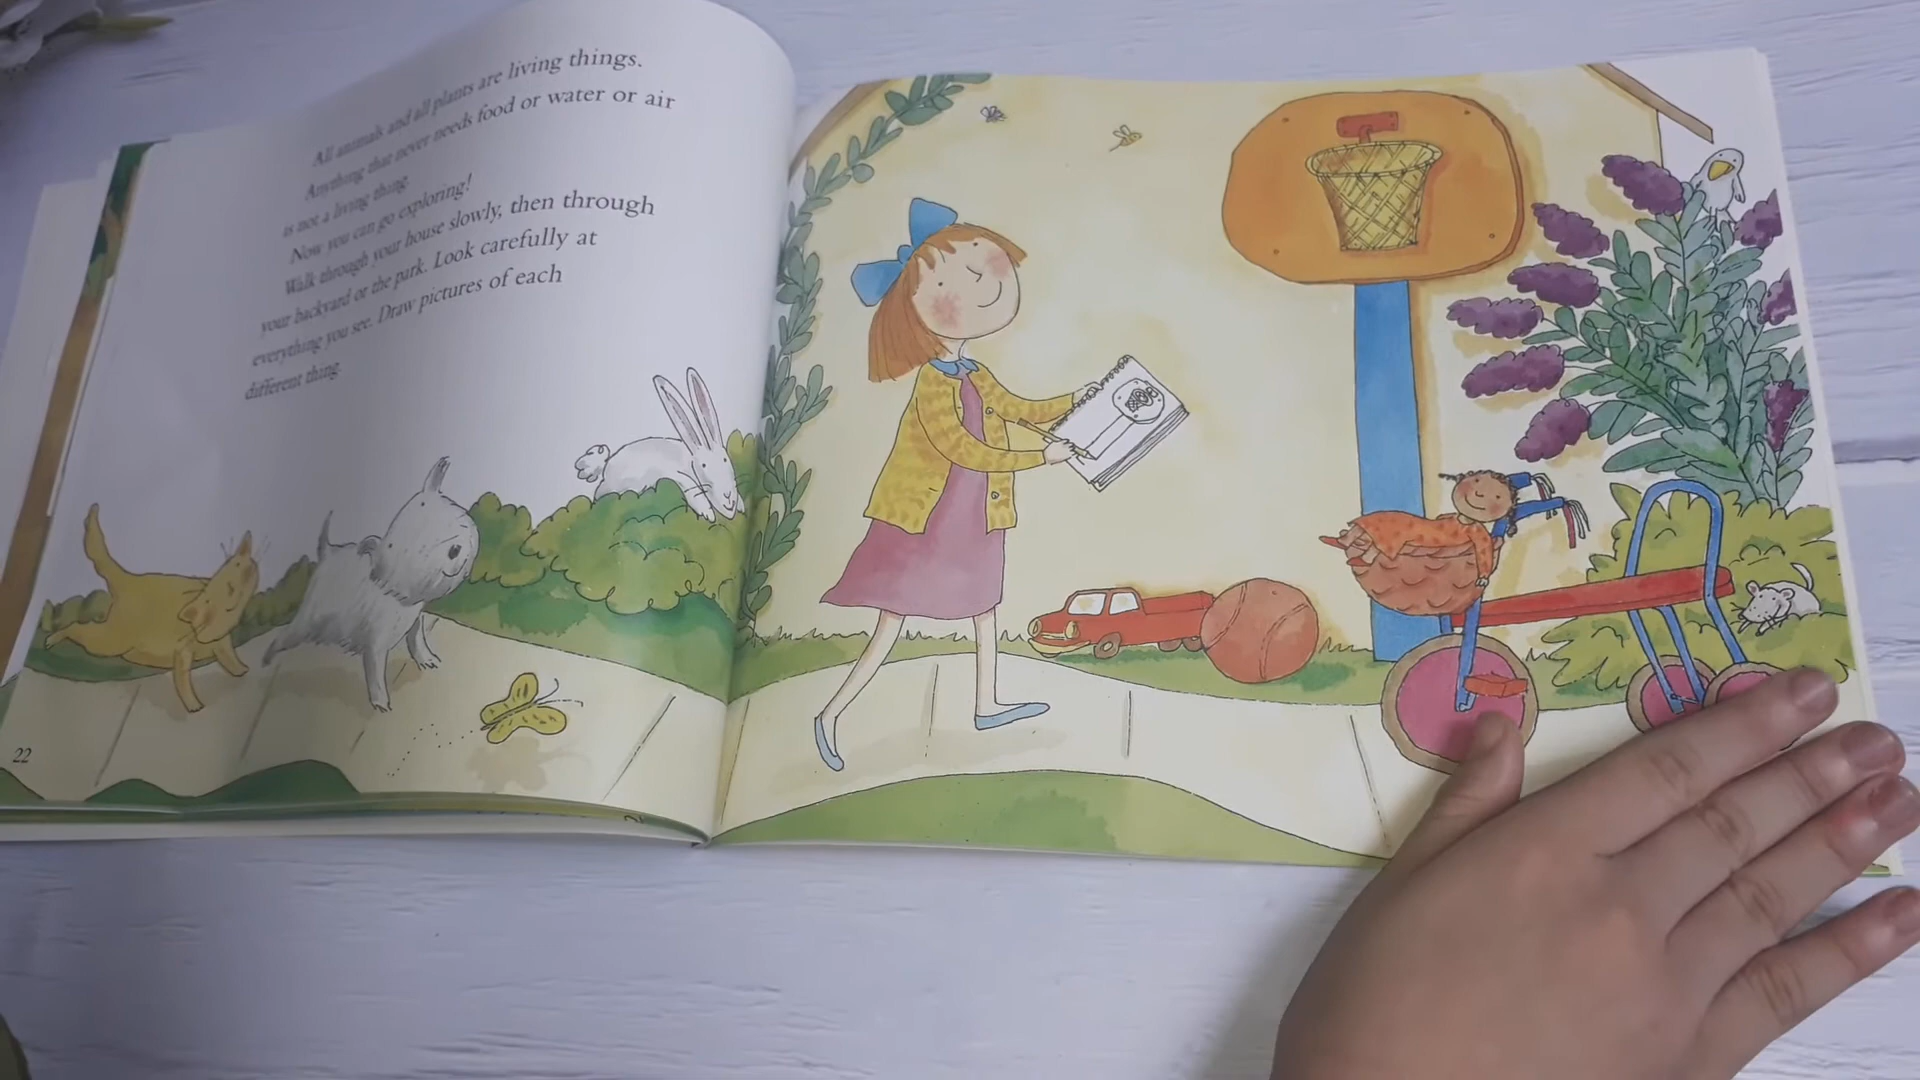 All animals and all plants are living things.
Anything that never needs food or water or air
is not a living thing.
Now you can go exploring!
Walk through your house slowly, then through
your backyard or the park. Look carefully at
everything you see. Draw pictures of each
different thing.
22